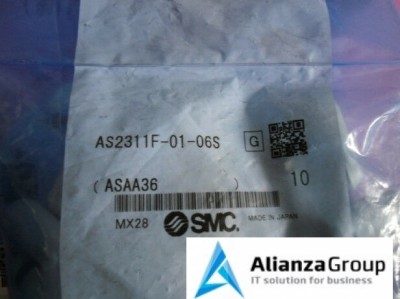 AS2311F-01-06S G
(ASAA36 ) 10
MX28 SMC. MADE IN JAPAN
AlianzaGroup
IT solution for business